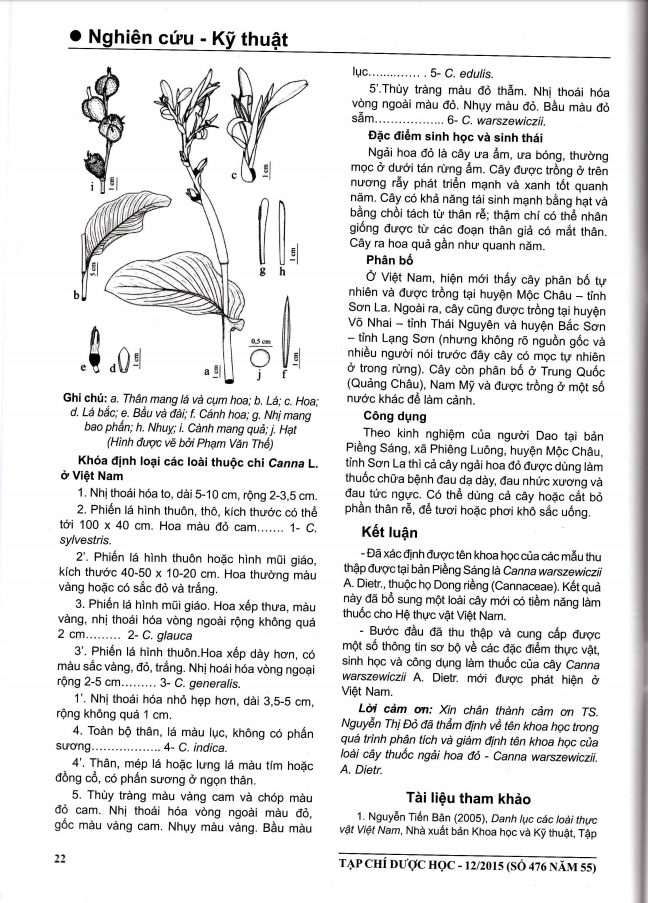 ● Nghiên cứu - Kỹ thuật
i
1 cm
c
1 cm
b
5 cm
g
h
1 cm
e
d
1 cm
a
1 cm
0,5 cm
j
f
1 cm
Ghi chú: a. Thân mang lá và cụm hoa; b. Lá; c. Hoa;
d. Lá bắc; e. Bầu và đài; f. Cánh hoa; g. Nhị mang
bao phấn; h. Nhuỵ; i. Cành mang quả; j. Hạt
(Hình được vẽ bởi Phạm Văn Thế)
Khóa định loại các loài thuộc chi Canna L.
ở Việt Nam
1. Nhị thoái hóa to, dài 5-10 cm, rộng 2-3,5 cm.
2. Phiến lá hình thuôn, thô, kích thước có thể
tới 100 x 40 cm. Hoa màu đỏ cam....... 1- C.
sylvestris.
2’. Phiến lá hình thuôn hoặc hình mũi giáo,
kích thước 40-50 x 10-20 cm. Hoa thường màu
vàng hoặc có sắc đỏ và trắng.
3. Phiến lá hình mũi giáo. Hoa xếp thưa, màu
vàng, nhị thoái hóa vòng ngoài rộng không quá
2 cm......... 2- C. glauca
3’. Phiến lá hình thuôn.Hoa xếp dày hơn, có
màu sắc vàng, đỏ, trắng. Nhị hoái hóa vòng ngoại
rộng 2-5 cm......... 3- C. generalis.
1’. Nhị thoái hóa nhỏ hẹp hơn, dài 3,5-5 cm,
rộng không quá 1 cm.
4. Toàn bộ thân, lá màu lục, không có phấn
sương................. 4- C. indica.
4’. Thân, mép lá hoặc lưng lá màu tím hoặc
đồng cổ, có phấn sương ở ngọn thân.
5. Thùy tràng màu vàng cam và chóp màu
đỏ cam. Nhị thoái hóa vòng ngoài màu đỏ,
gốc màu vàng cam. Nhụy màu vàng. Bầu màu
lục.............. . 5- C. edulis.
5’.Thùy tràng màu đỏ thẫm. Nhị thoái hóa
vòng ngoài màu đỏ. Nhụy màu đỏ. Bầu màu đỏ
sẫm................. 6- C. warszewiczii.
Đặc điểm sinh học và sinh thái
Ngải hoa đỏ là cây ưa ẩm, ưa bóng, thường
mọc ở dưới tán rừng ẩm. Cây được trồng ở trên
nương rẫy phát triển mạnh và xanh tốt quanh
năm. Cây có khả năng tái sinh mạnh bằng hạt và
bằng chồi tách từ thân rễ; thậm chí có thể nhân
giống được từ các đoạn thân giả có mắt thân.
Cây ra hoa quả gần như quanh năm.
Phân bố
Ở Việt Nam, hiện mới thấy cây phân bố tự
nhiên và được trồng tại huyện Mộc Châu – tỉnh
Sơn La. Ngoài ra, cây cũng được trồng tại huyện
Võ Nhai – tỉnh Thái Nguyên và huyện Bắc Sơn
– tỉnh Lạng Sơn (nhưng không rõ nguồn gốc và
nhiều người nói trước đây cây có mọc tự nhiên
ở trong rừng). Cây còn phân bố ở Trung Quốc
(Quảng Châu), Nam Mỹ và được trồng ở một số
nước khác để làm cảnh.
Công dụng
Theo kinh nghiệm của người Dao tại bản
Piềng Sáng, xã Phiêng Luông, huyện Mộc Châu,
tỉnh Sơn La thì cả cây ngải hoa đỏ được dùng làm
thuốc chữa bệnh đau dạ dày, đau nhức xương và
đau tức ngực. Có thể dùng cả cây hoặc cắt bỏ
phần thân rễ, để tươi hoặc phơi khô sắc uống.
Kết luận
- Đã xác định được tên khoa học của các mẫu thu
thập được tại bản Piềng Sáng là Canna warszewiczii
A. Dietr., thuộc họ Dong riềng (Cannaceae). Kết quả
này đã bổ sung một loài cây mới có tiềm năng làm
thuốc cho Hệ thực vật Việt Nam.
- Bước đầu đã thu thập và cung cấp được
một số thông tin sơ bộ về các đặc điểm thực vật,
sinh học và công dụng làm thuốc của cây Canna
warszewiczii A. Dietr. mới được phát hiện ở
Việt Nam.
Lời cảm ơn: Xin chân thành cảm ơn TS.
Nguyễn Thị Đỏ đã thẩm định về tên khoa học trong
quá trình phân tích và giám định tên khoa học của
loài cây thuốc ngải hoa đỏ - Canna warszewiczii.
A. Dietr.
Tài liệu tham khảo
1. Nguyễn Tiến Bân (2005), Danh lục các loài thực
vật Việt Nam, Nhà xuất bản Khoa học và Kỹ thuật, Tập
22
TẠP CHÍ DƯỢC HỌC - 12/2015 (SỐ 476 NĂM 55)